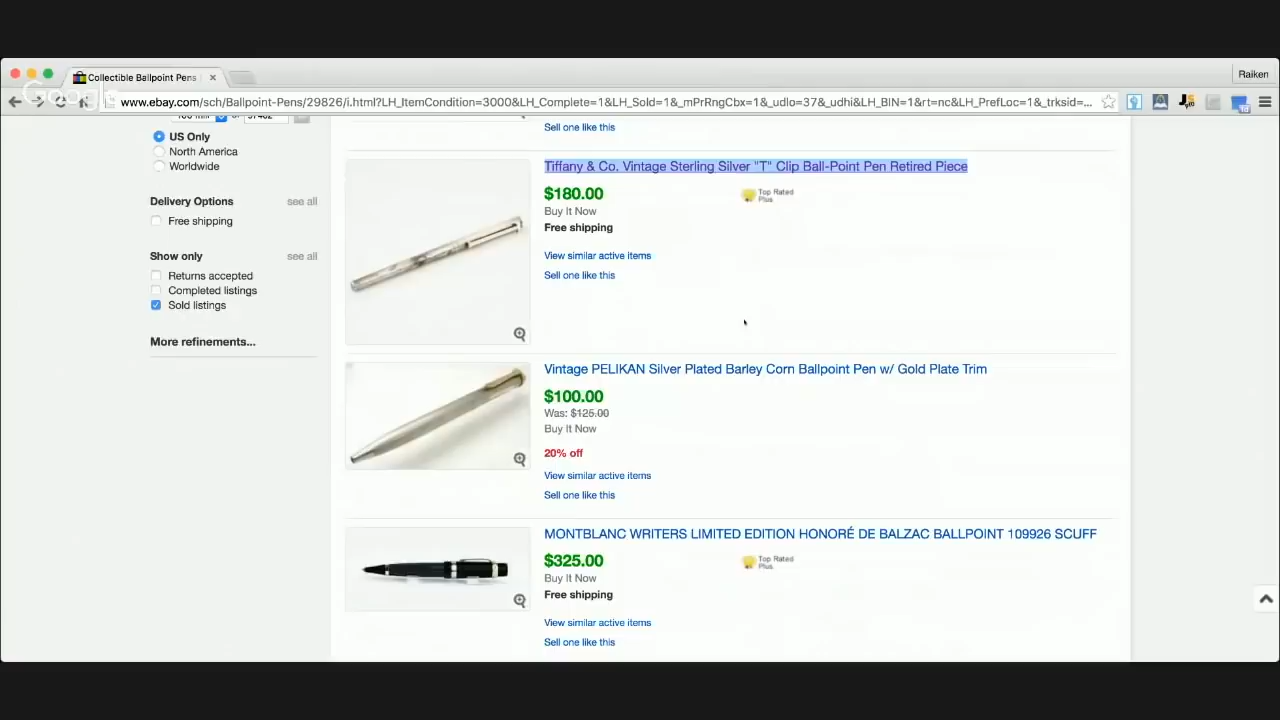 Collectible Ballpoint Pens
Raiken
Google
www.ebay.com/sch/Ballpoint-Pens/29826/i.html?LH_ItemCondition=3000&LH_Complete=1&LH_Sold=1&_mPrRngCbx=1&_udlo=37&_udhi&LH_BIN=1&rt=nc&LH_PrefLoc=1&_trksid=m...
US Only
North America
Worldwide
Delivery Options see all
Free shipping
Show only see all
Returns accepted
Completed listings
Sold listings
More refinements...
Sell one like this
Tiffany & Co. Vintage Sterling Silver "T" Clip Ball-Point Pen Retired Piece
$180.00
Top Rated
Plus
Buy It Now
Free shipping
View similar active items
Sell one like this
Vintage PELIKAN Silver Plated Barley Corn Ballpoint Pen w/ Gold Plate Trim
$100.00
Was: $125.00
Buy It Now
20% off
View similar active items
Sell one like this
MONTBLANC WRITERS LIMITED EDITION HONORÉ DE BALZAC BALLPOINT 109926 SCUFF
$325.00
Top Rated
Plus
Buy It Now
Free shipping
View similar active items
Sell one like this